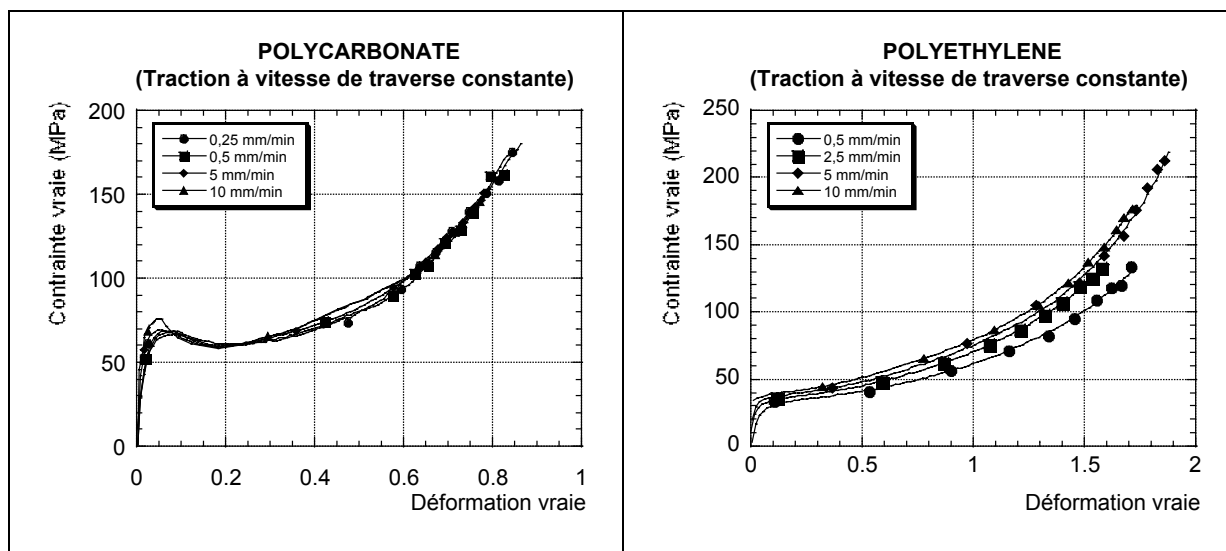 POLYCARBONATE
(Traction à vitesse de traverse constante)
Contrainte vraie (MPa)
200
150
100
50
0
0,25 mm/min
0,5 mm/min
5 mm/min
10 mm/min
0
0.2
0.4
0.6
0.8
1
Déformation vraie
POLYETHYLENE
(Traction à vitesse de traverse constante)
Contrainte vraie (MPa)
250
200
150
100
50
0
0,5 mm/min
2,5 mm/min
5 mm/min
10 mm/min
0
0.5
1
1.5
2
Déformation vraie